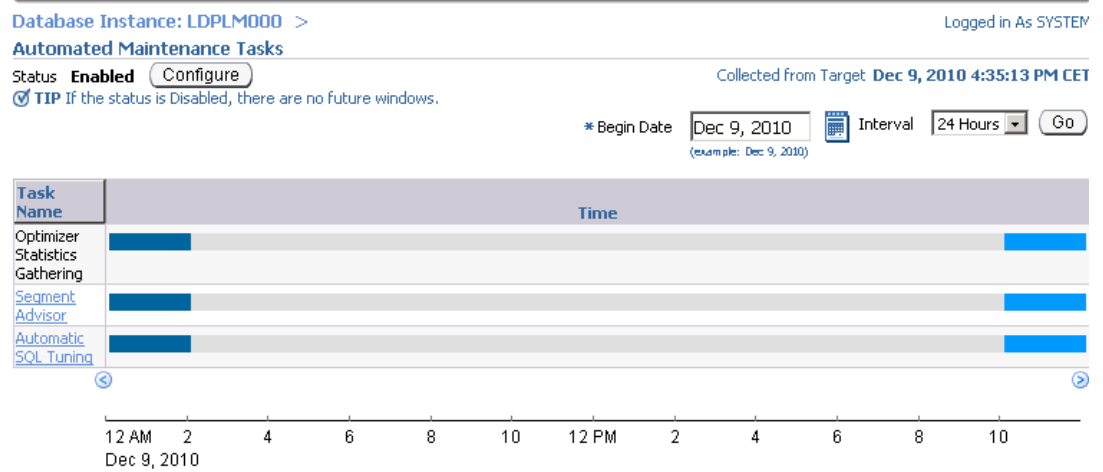 Database Instance: LDPLM000 >
Logged in As SYSTEM
Automated Maintenance Tasks
Status Enabled Configure
Collected from Target Dec 9, 2010 4:35:13 PM CET
TIP If the status is Disabled, there are no future windows.
* Begin Date Dec 9, 2010 Interval 24 Hours Go
(example: Dec 9, 2010)
Task Name
Time
Optimizer
Statistics
Gathering
Segment
Advisor
Automatic
SQL Tuning
12 AM 2 4 6 8 10 12 PM 2 4 6 8 10
Dec 9, 2010